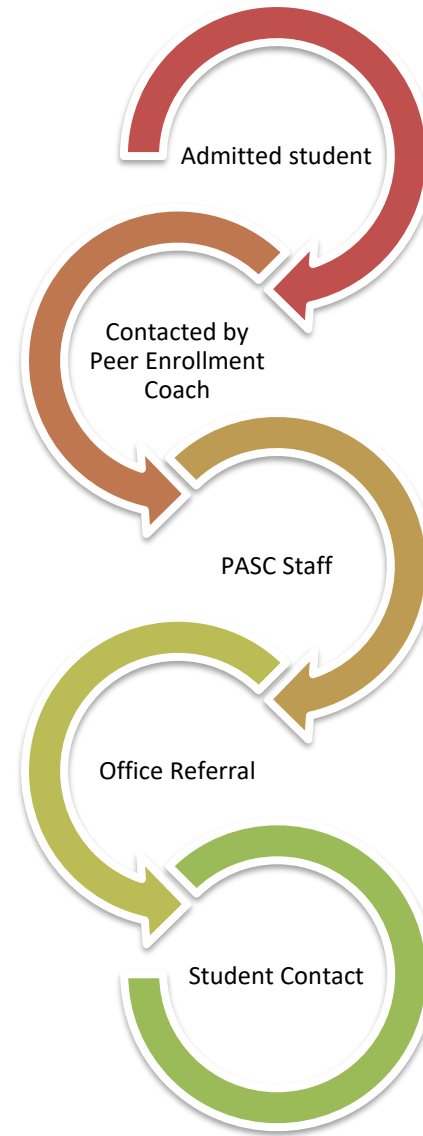 Admitted student
Contacted by
Peer Enrollment
Coach
PASC Staff
Office Referral
Student Contact